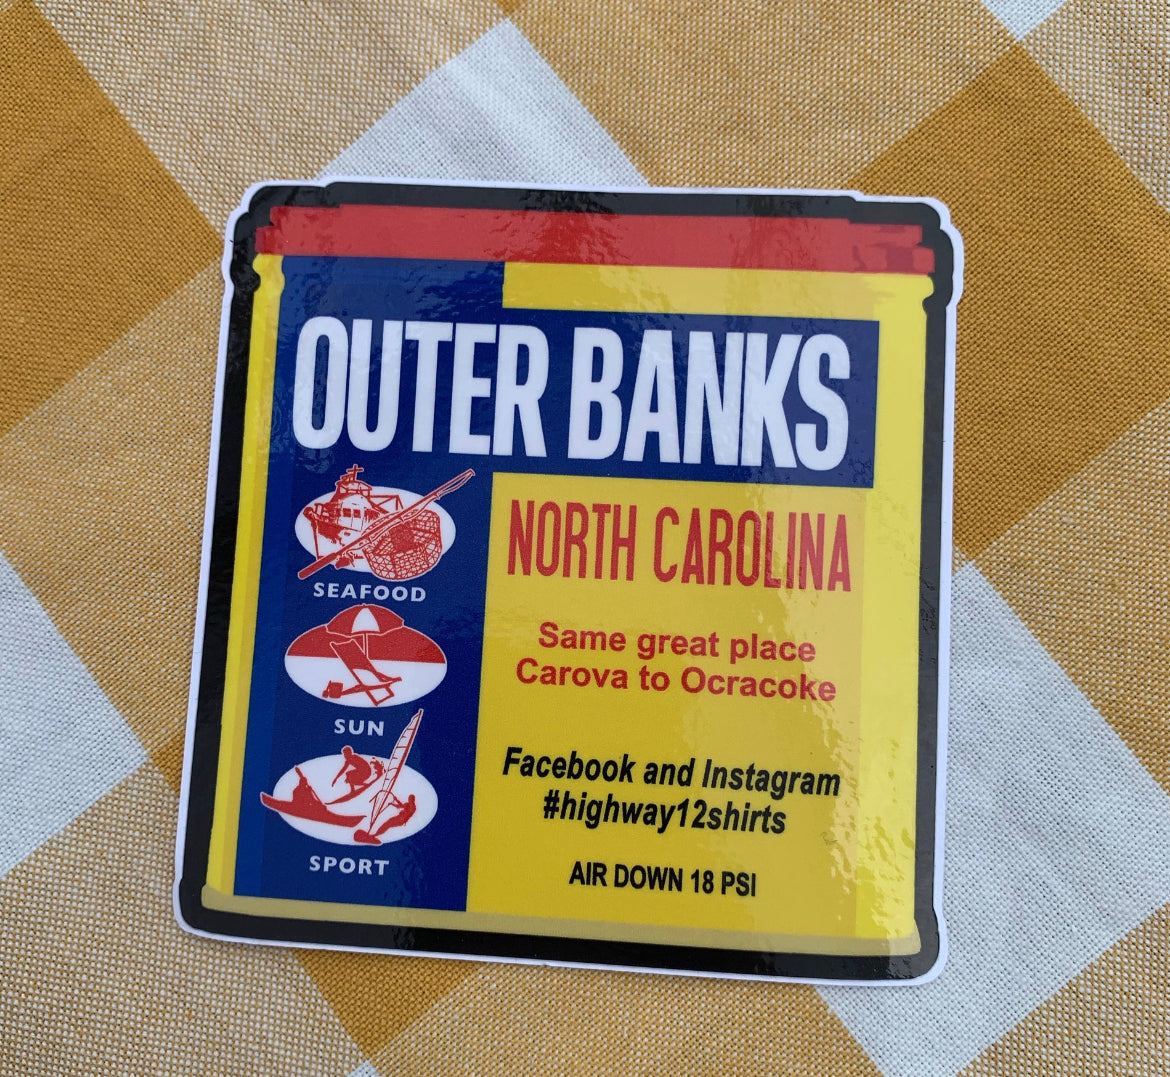 OUTER BANKS
SEAFOOD
SUN
SPORT
NORTH CAROLINA
Same great place
Carova to Ocracoke
Facebook and Instagram
#highway12shirts
AIR DOWN 18 PSI